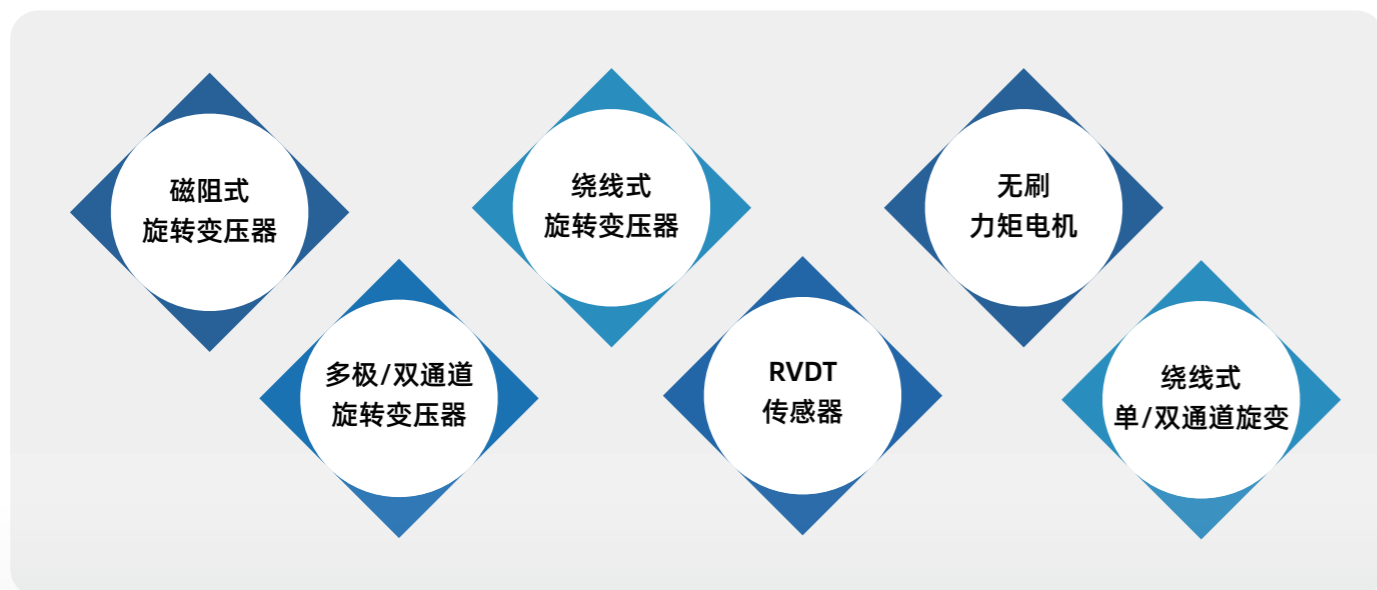 磁阻式
旋转变压器
绕线式
旋转变压器
无刷
力矩电机
多极/双通道
旋转变压器
RVDT
传感器
绕线式
单/双通道旋变